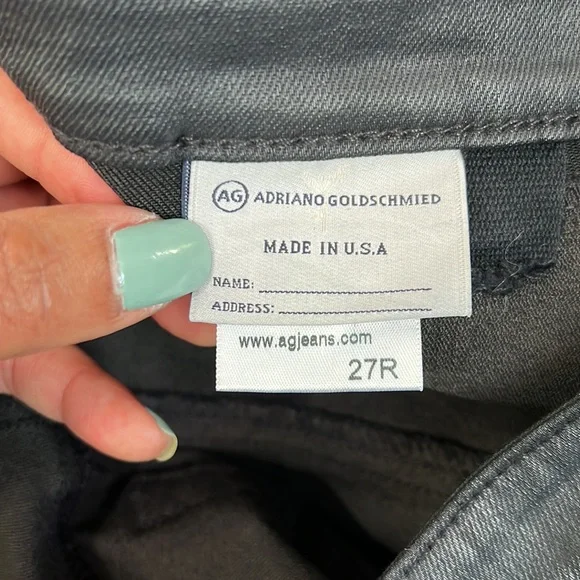 AG ADRIANO GOLDSCHMIED
MADE IN U.S.A
NAME:
ADDRESS:
www.agjeans.com
27R